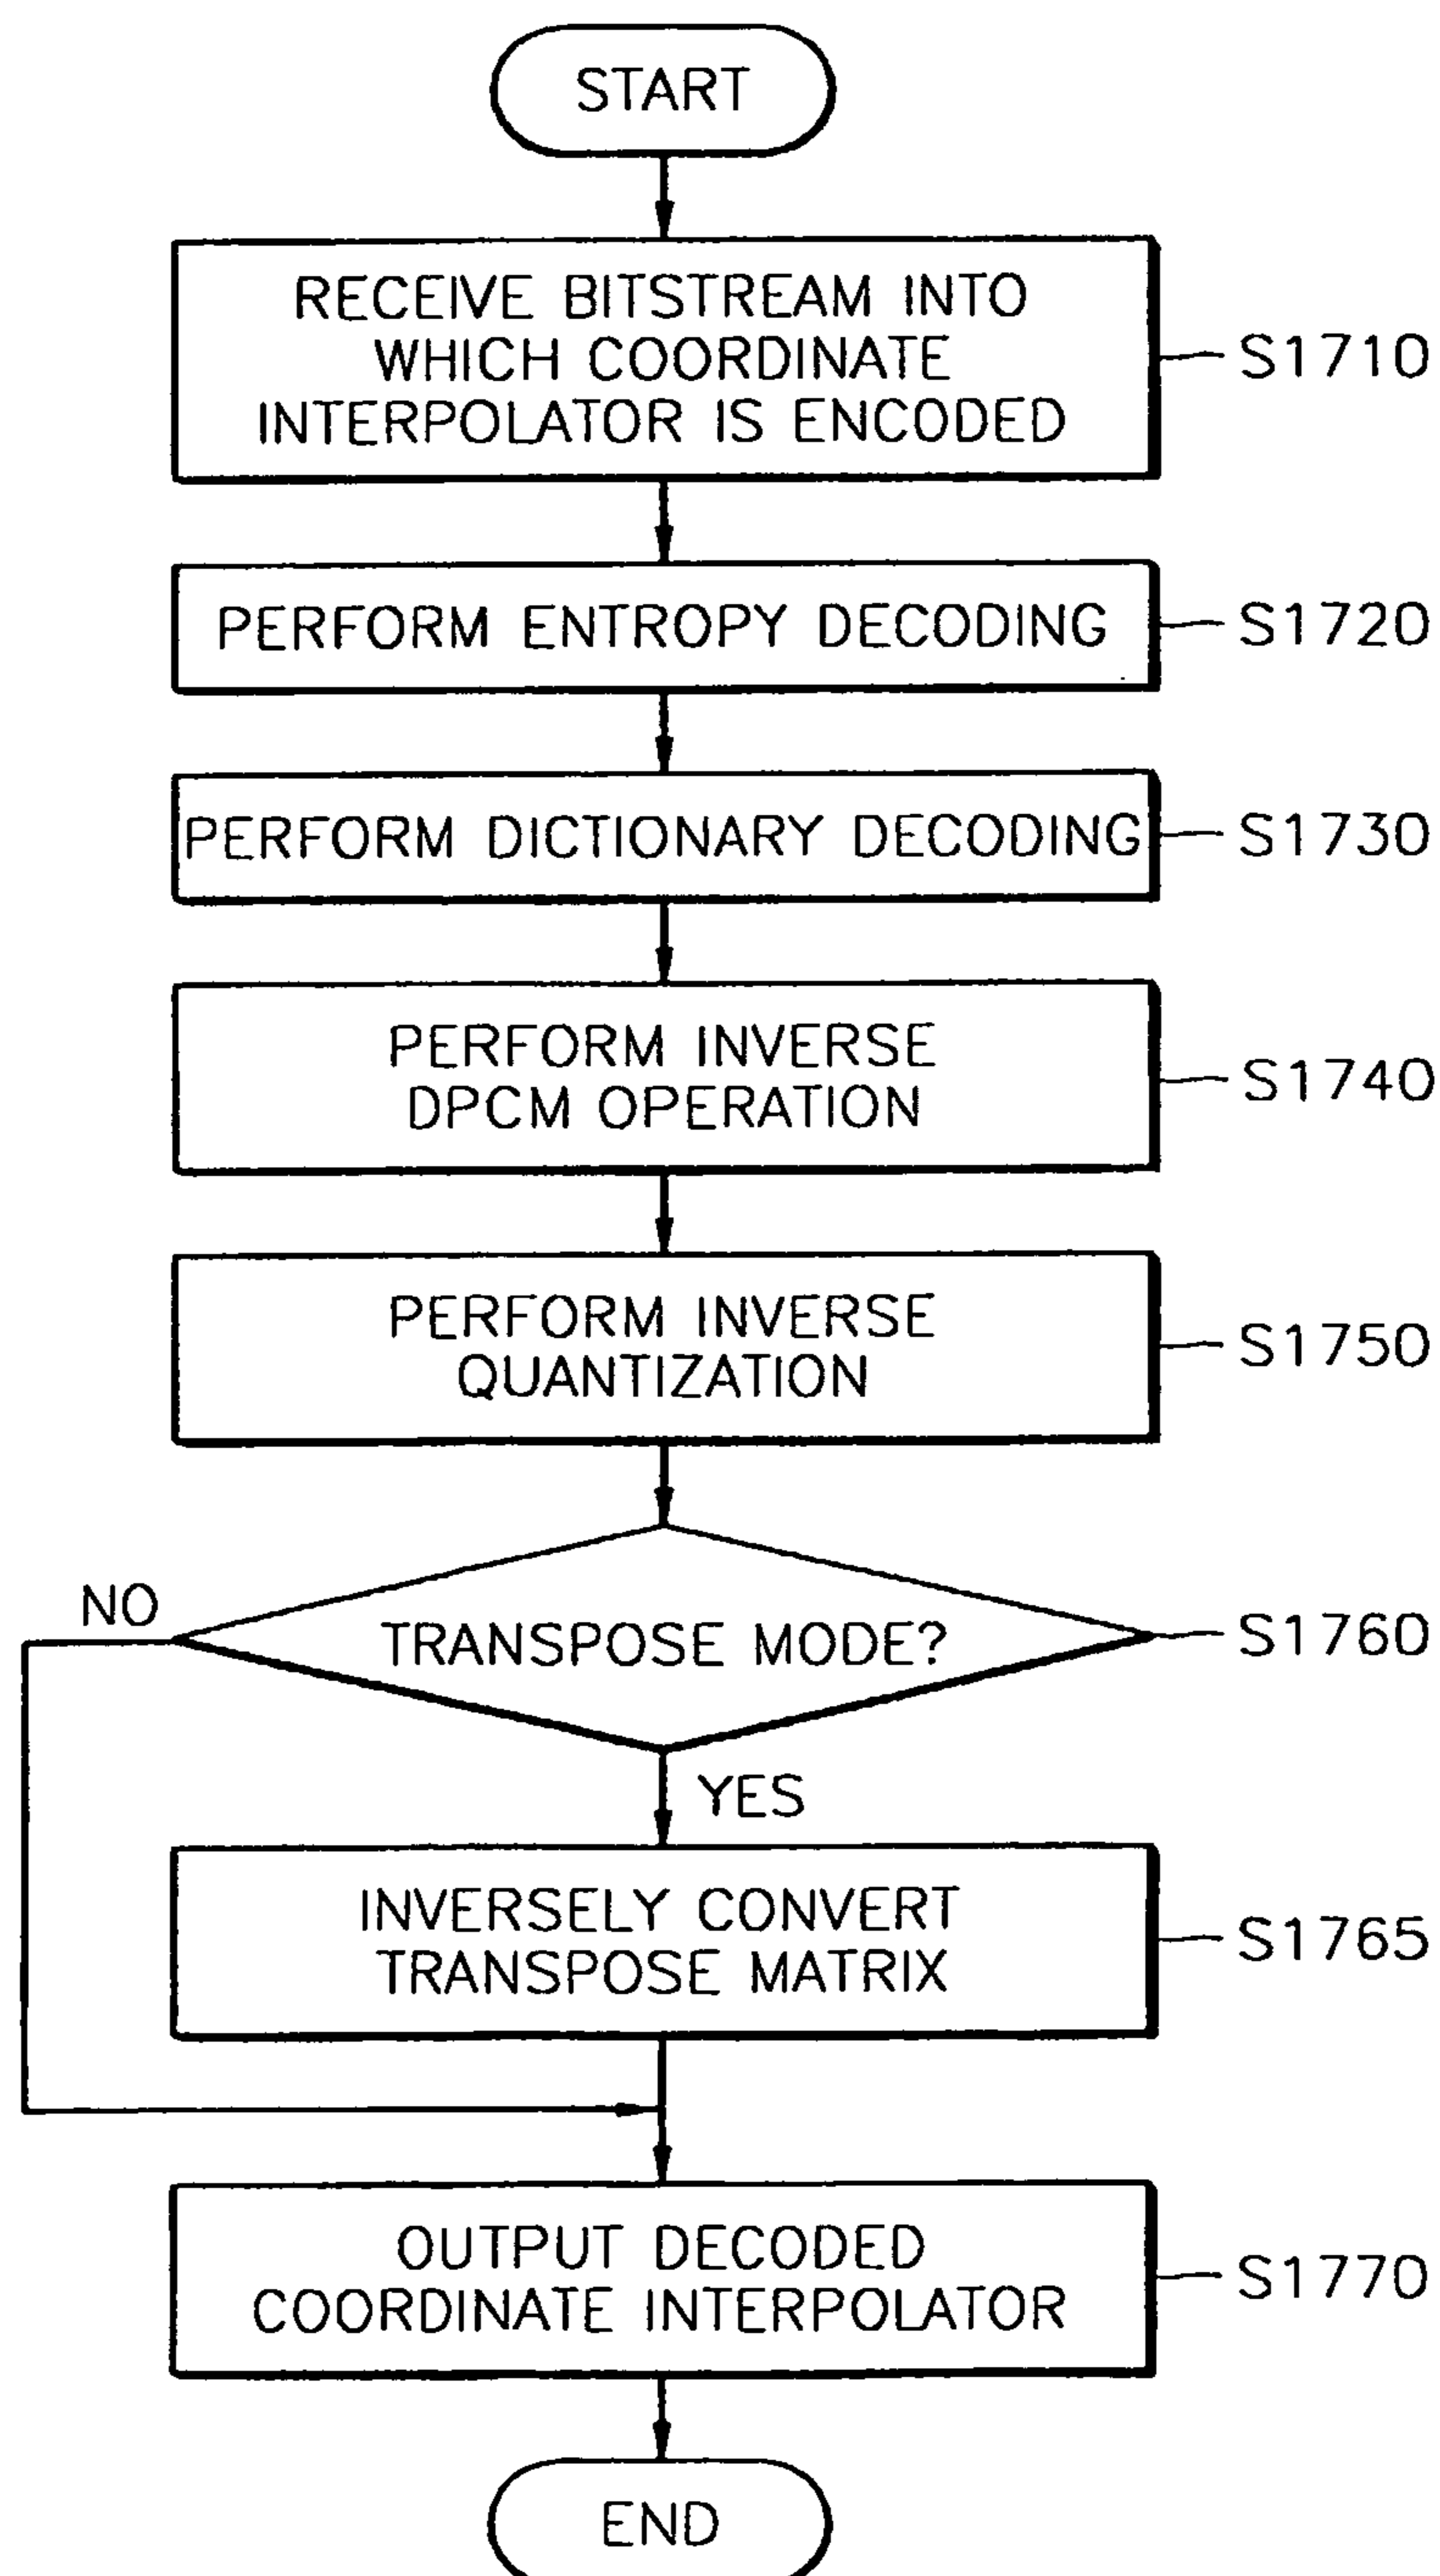 START
RECEIVE BITSTREAM INTO
WHICH COORDINATE
INTERPOLATOR IS ENCODED
S1710
PERFORM ENTROPY DECODING
S1720
PERFORM DICTIONARY DECODING
S1730
PERFORM INVERSE
DPCM OPERATION
S1740
PERFORM INVERSE
QUANTIZATION
S1750
NO
TRANSPOSE MODE?
S1760
YES
INVERSELY CONVERT
TRANSPOSE MATRIX
S1765
OUTPUT DECODED
COORDINATE INTERPOLATOR
S1770
END